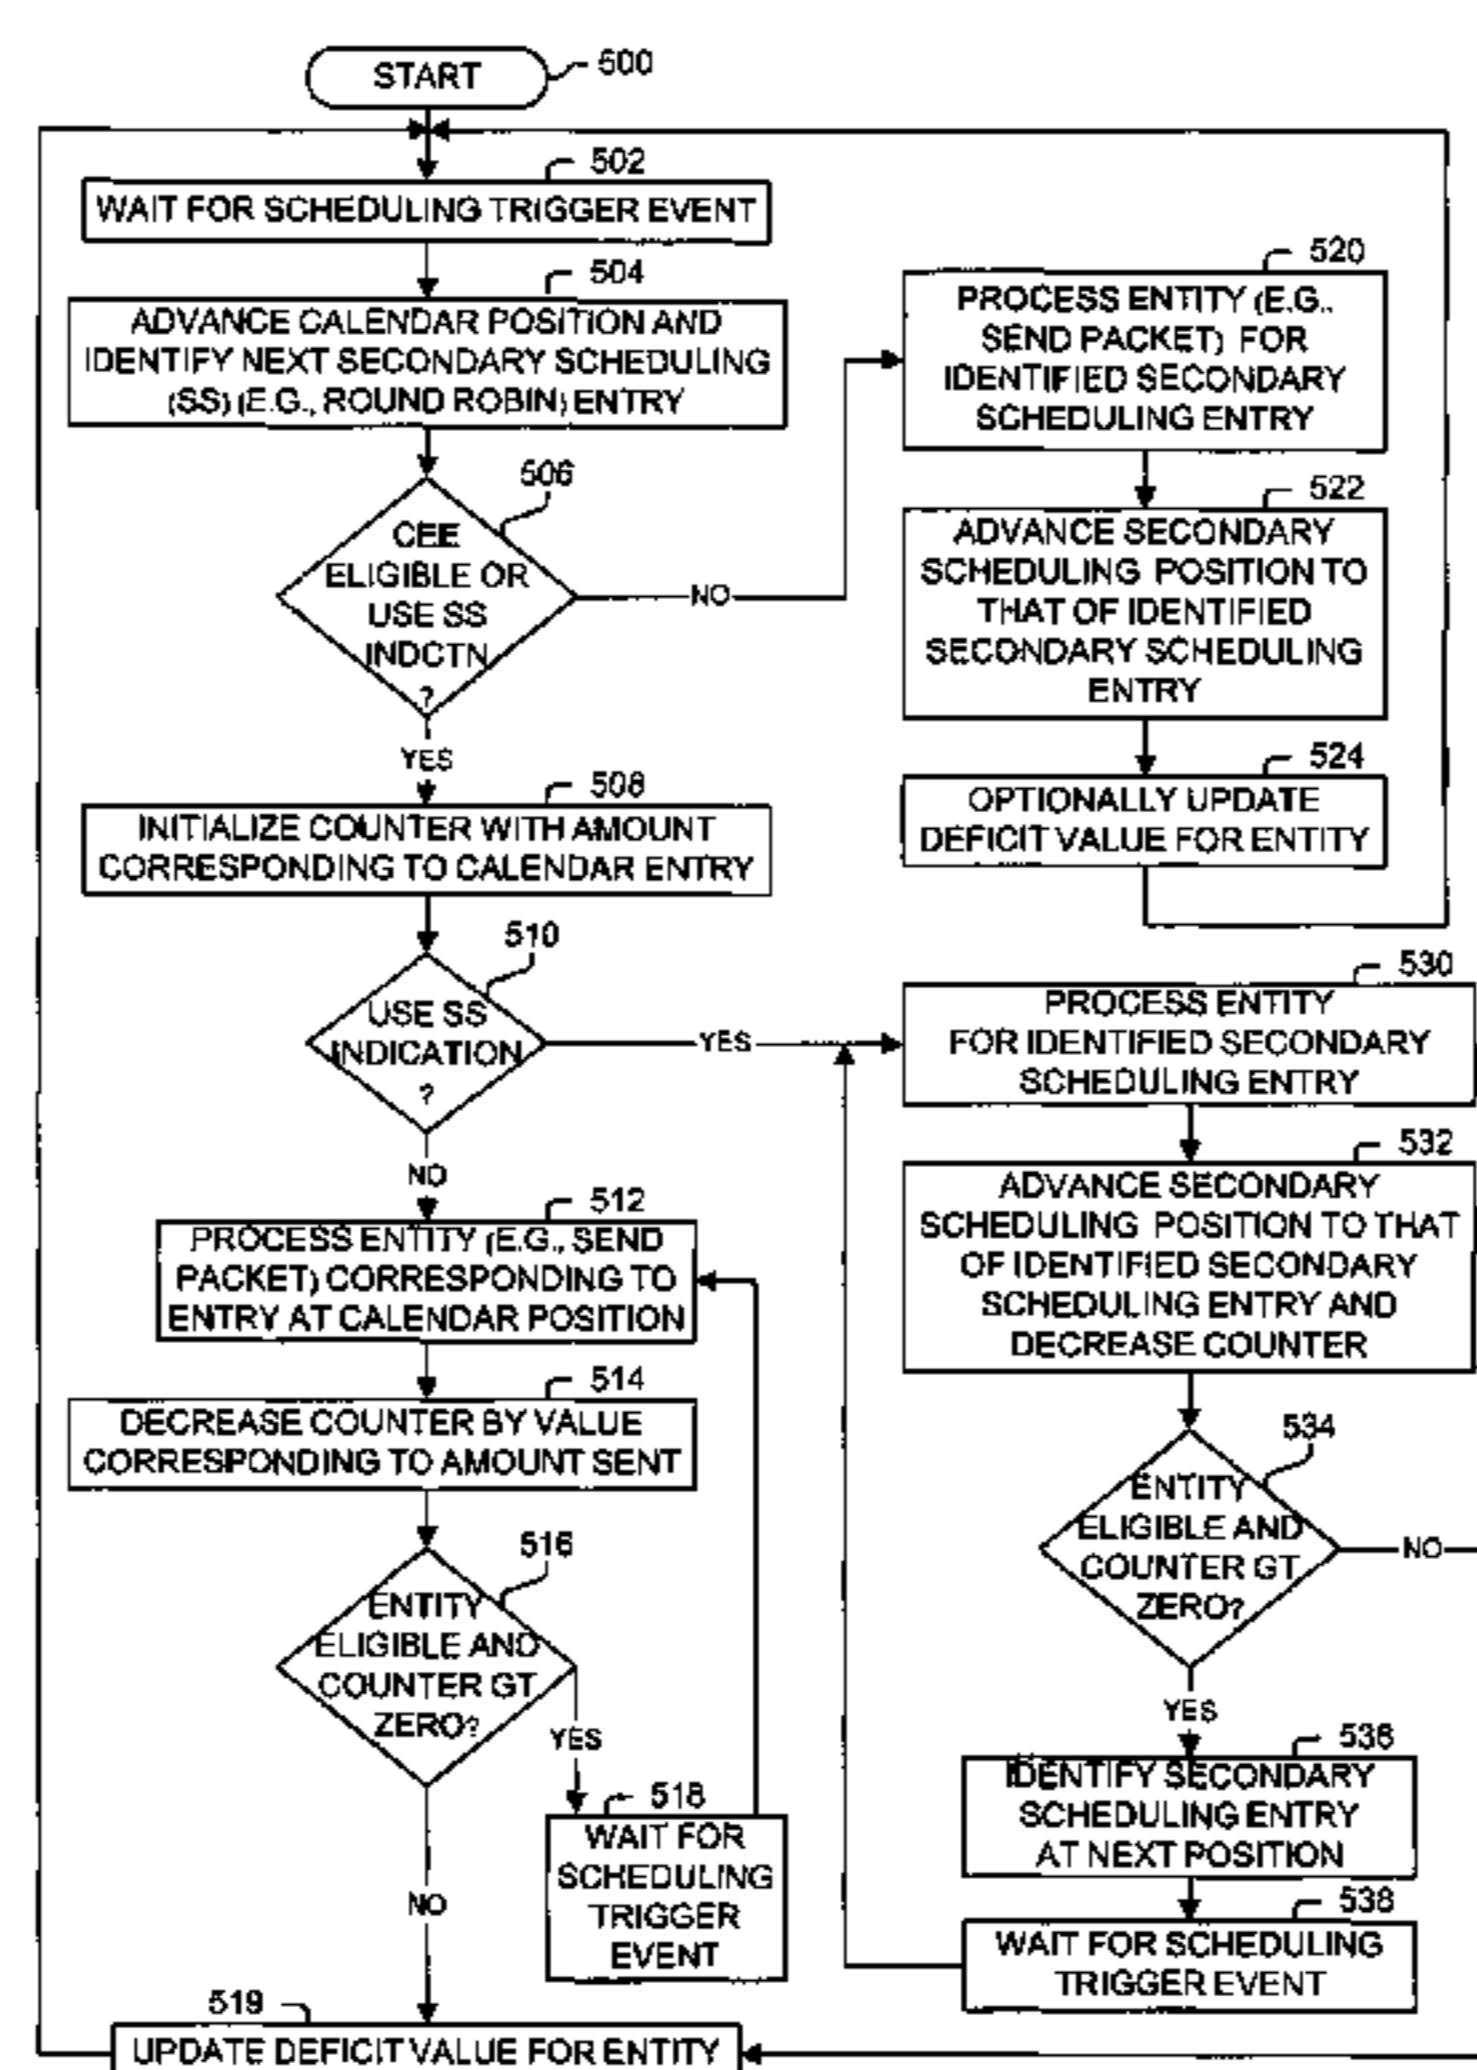 START
500
502
WAIT FOR SCHEDULING TRIGGER EVENT
504
ADVANCE CALENDAR POSITION AND
IDENTIFY NEXT SECONDARY SCHEDULING
(SS) (E.G., ROUND ROBIN) ENTRY
506
CEE
ELIGIBLE OR
USE SS
INDCTN
?
NO
YES
508
INITIALIZE COUNTER WITH AMOUNT
CORRESPONDING TO CALENDAR ENTRY
510
USE SS
INDICATION
?
YES
NO
512
PROCESS ENTITY (E.G., SEND
PACKET) CORRESPONDING TO
ENTRY AT CALENDAR POSITION
514
DECREASE COUNTER BY VALUE
CORRESPONDING TO AMOUNT SENT
516
ENTITY
ELIGIBLE AND
COUNTER GT
ZERO?
YES
NO
518
WAIT FOR
SCHEDULING
TRIGGER
EVENT
519
UPDATE DEFICIT VALUE FOR ENTITY
520
PROCESS ENTITY (E.G.,
SEND PACKET) FOR
IDENTIFIED SECONDARY
SCHEDULING ENTRY
522
ADVANCE SECONDARY
SCHEDULING POSITION TO
THAT OF IDENTIFIED
SECONDARY SCHEDULING
ENTRY
524
OPTIONALLY UPDATE
DEFICIT VALUE FOR ENTITY
530
PROCESS ENTITY
FOR IDENTIFIED SECONDARY
SCHEDULING ENTRY
532
ADVANCE SECONDARY
SCHEDULING POSITION TO THAT
OF IDENTIFIED SECONDARY
SCHEDULING ENTRY AND
DECREASE COUNTER
534
ENTITY
ELIGIBLE AND
COUNTER GT
ZERO?
NO
YES
536
IDENTIFY SECONDARY
SCHEDULING ENTRY
AT NEXT POSITION
538
WAIT FOR SCHEDULING
TRIGGER EVENT